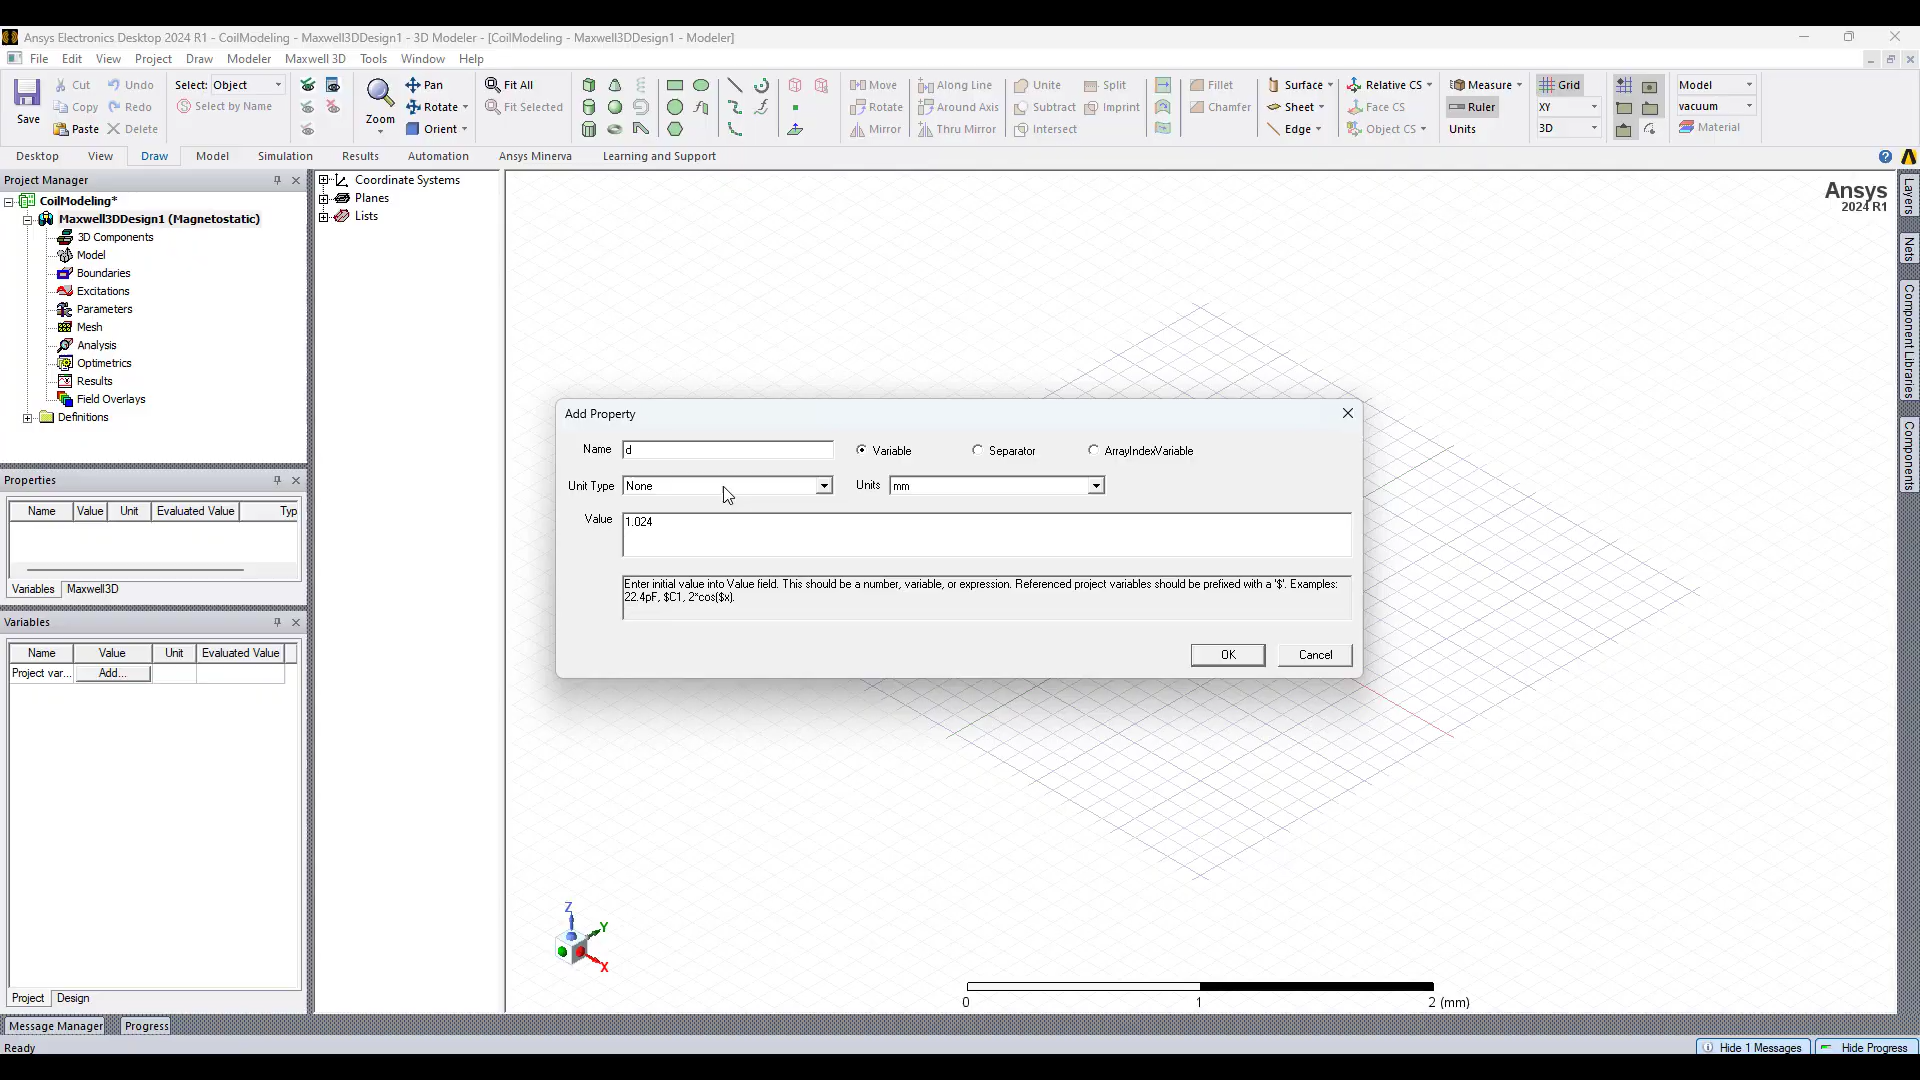 Ansys Electronics Desktop 2024 R1 - CoilModeling - Maxwell3DDesign1 - 3D Modeler - [CoilModeling - Maxwell3DDesign1 - Modeler]
File Edit View Project Draw Modeler Maxwell 3D Tools Window Help
Cut Undo Select: Object Pan Fit All Move Along Line Unite Split Fillet Surface Relative CS Measure Grid Model
Copy Redo Select by Name Rotate Fit Selected Rotate Around Axis Subtract Imprint Chamfer Sheet Face CS Ruler XY vacuum
Save Paste Delete Zoom Orient Mirror Thru Mirror Intersect Edge Object CS Units 3D Material
Desktop View Draw Model Simulation Results Automation Ansys Minerva Learning and Support
Project Manager
CoilModeling*
Maxwell3DDesign1 (Magnetostatic)
3D Components
Model
Boundaries
Excitations
Parameters
Mesh
Analysis
Optimetrics
Results
Field Overlays
Definitions
Coordinate Systems
Planes
Lists
Ansys
2024 R1
Layers
Nets
Component Libraries
Components
Add Property
Name d Variable Separator ArrayIndexVariable
Unit Type None Units mm
Value 1.024
Enter initial value into Value field. This should be a number, variable, or expression. Referenced project variables should be prefixed with a '$'. Examples:
22.4pF, $C1, 2*cos($x).
OK Cancel
Properties
Name Value Unit Evaluated Value Typ
Variables Maxwell3D
Variables
Name Value Unit Evaluated Value
Project var... Add...
Project Design
Z
Y
X
0 1 2 (mm)
Message Manager Progress
Ready
Hide 1 Messages Hide Progress